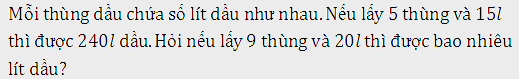 Mỗi thùng dầu chứa số lít dầu như nhau. Nếu lấy 5 thùng và 15l
thì được 240l dầu. Hỏi nếu lấy 9 thùng và 20l thì được bao nhiêu
lít dầu?